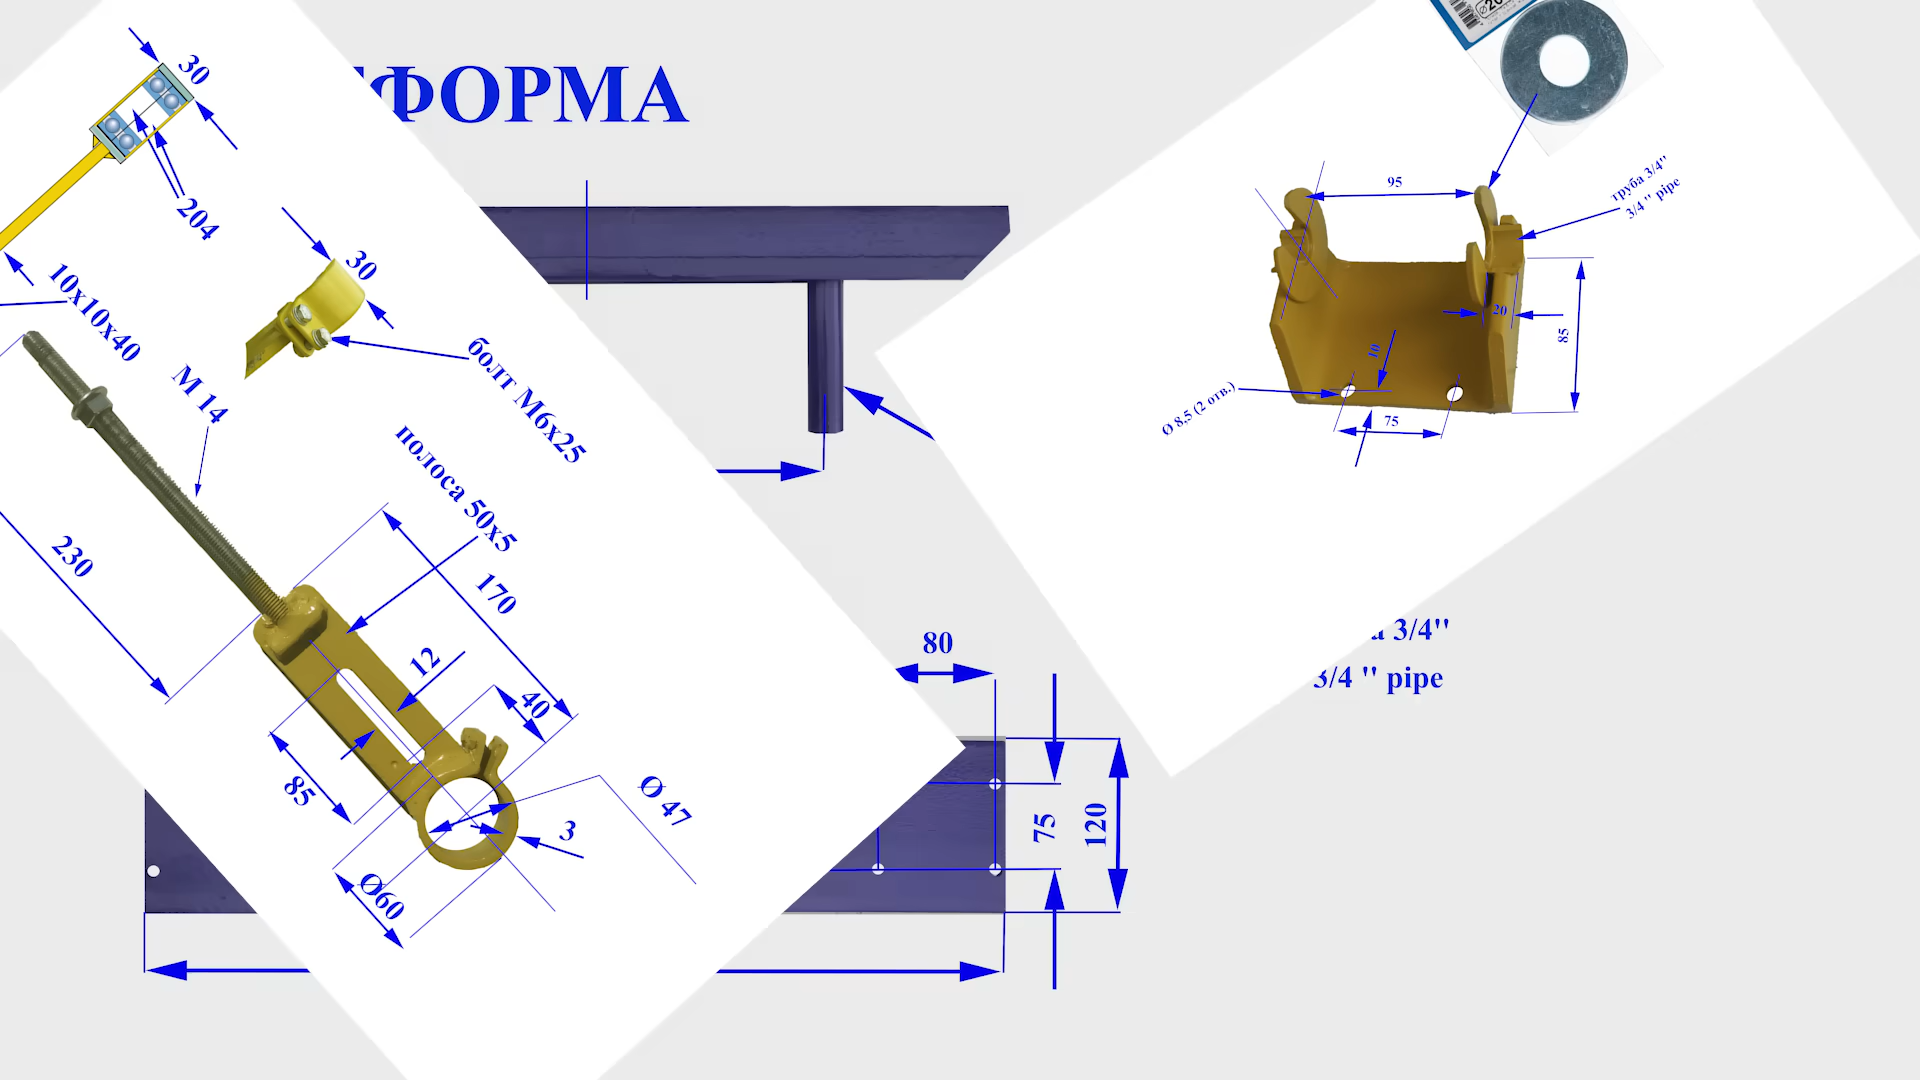 ФОРМА
30
204
10x10x40
30
М 14
болт М6х25
полоса 50х5
230
170
12
40
85
Ø 47
3
Ø60
95
труба 3/4"
3/4 " pipe
20
85
10
Ø 8,5 (2 отв.)
75
3/4"
3/4 " pipe
80
75
120